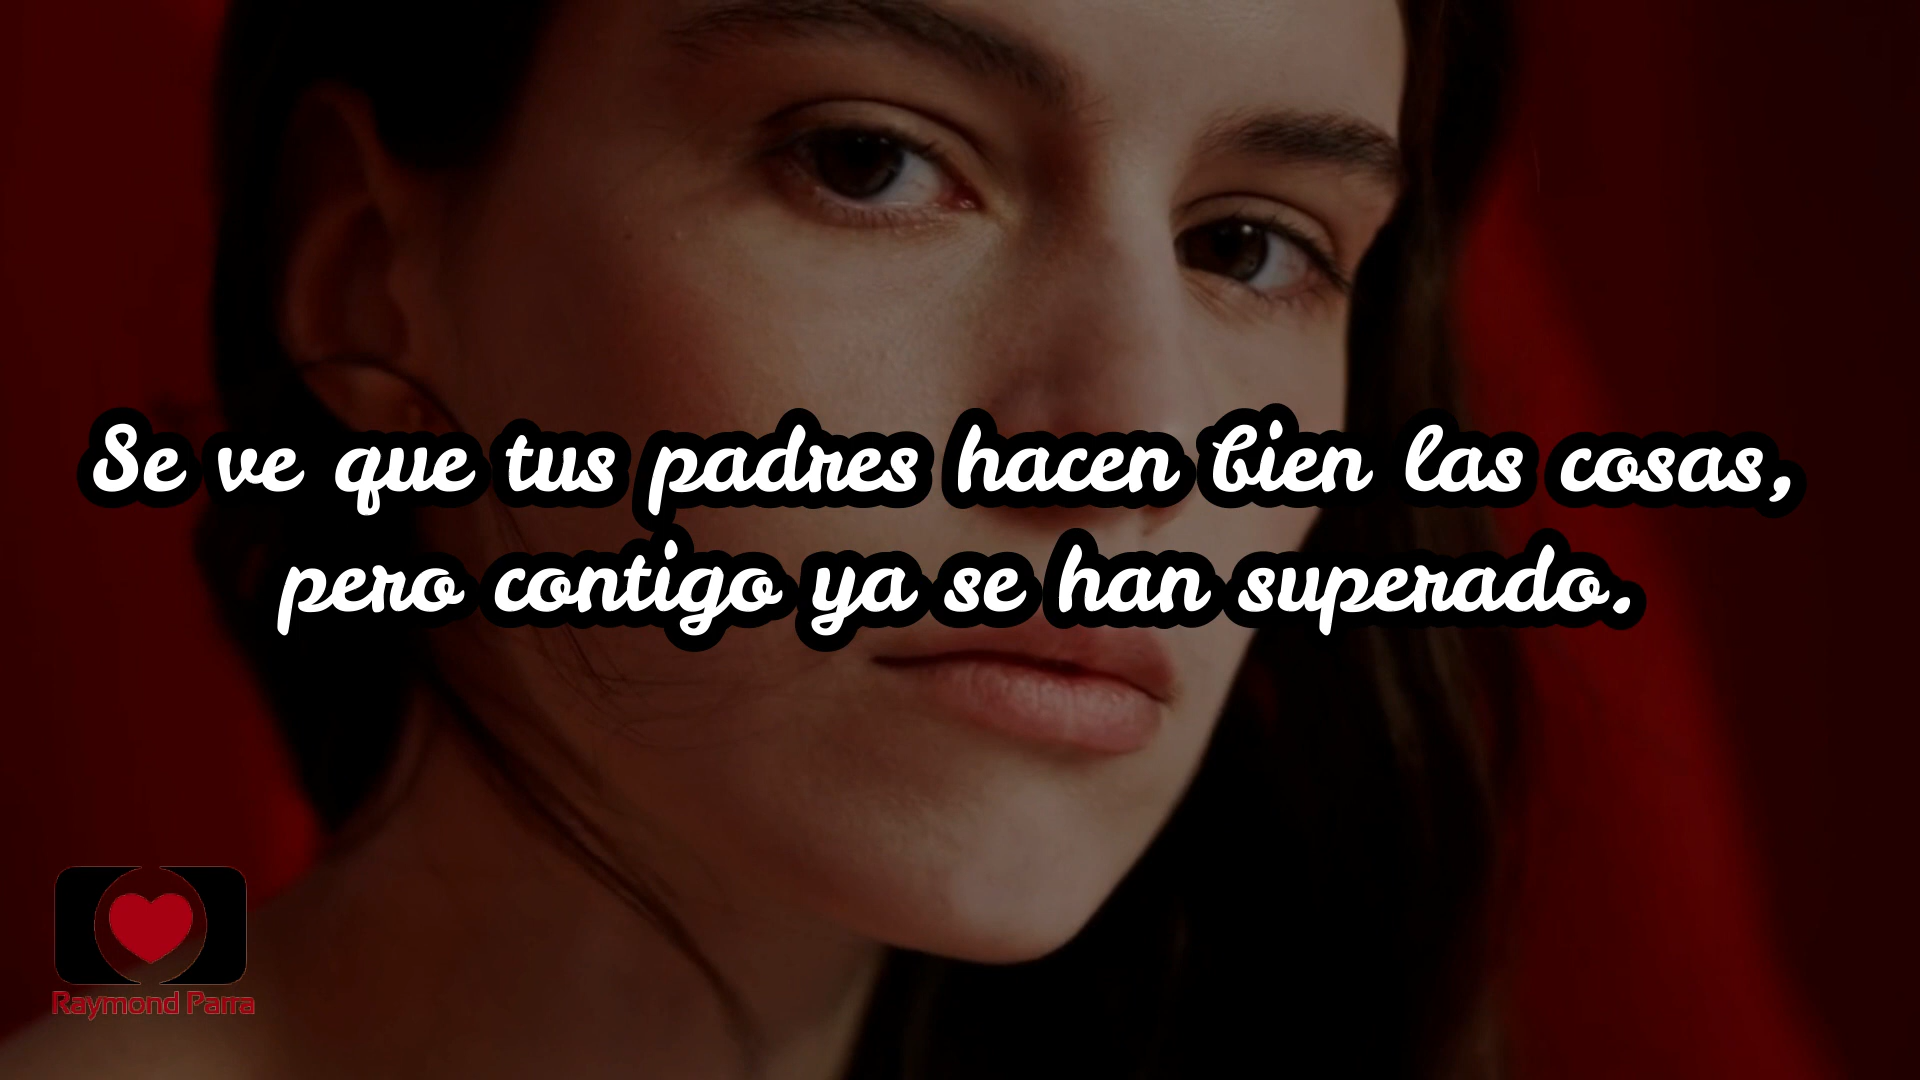 Se ve que tus padres hacen bien las cosas,
pero contigo ya se han superado.
Raymond Parra